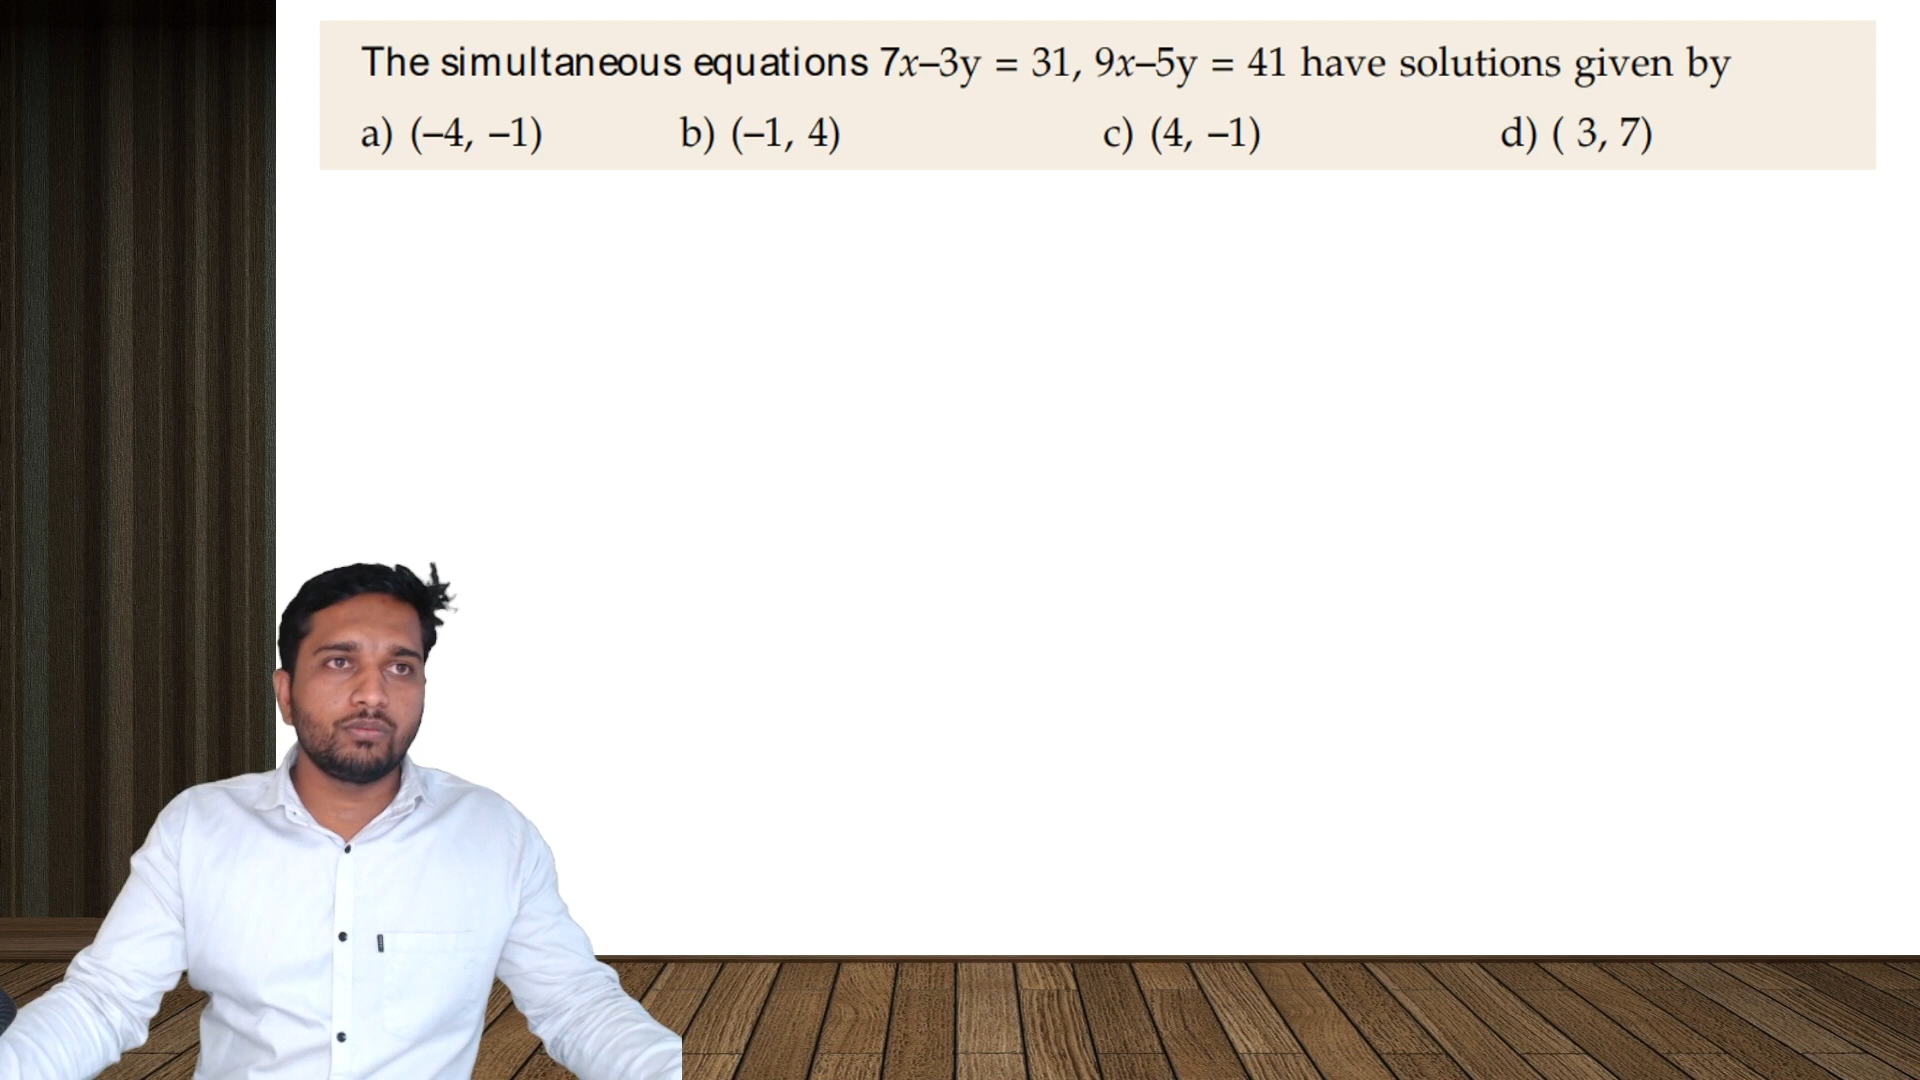 The simultaneous equations 7x–3y = 31, 9x–5y = 41 have solutions given by
a) (–4, –1) b) (–1, 4) c) (4, –1) d) ( 3, 7)